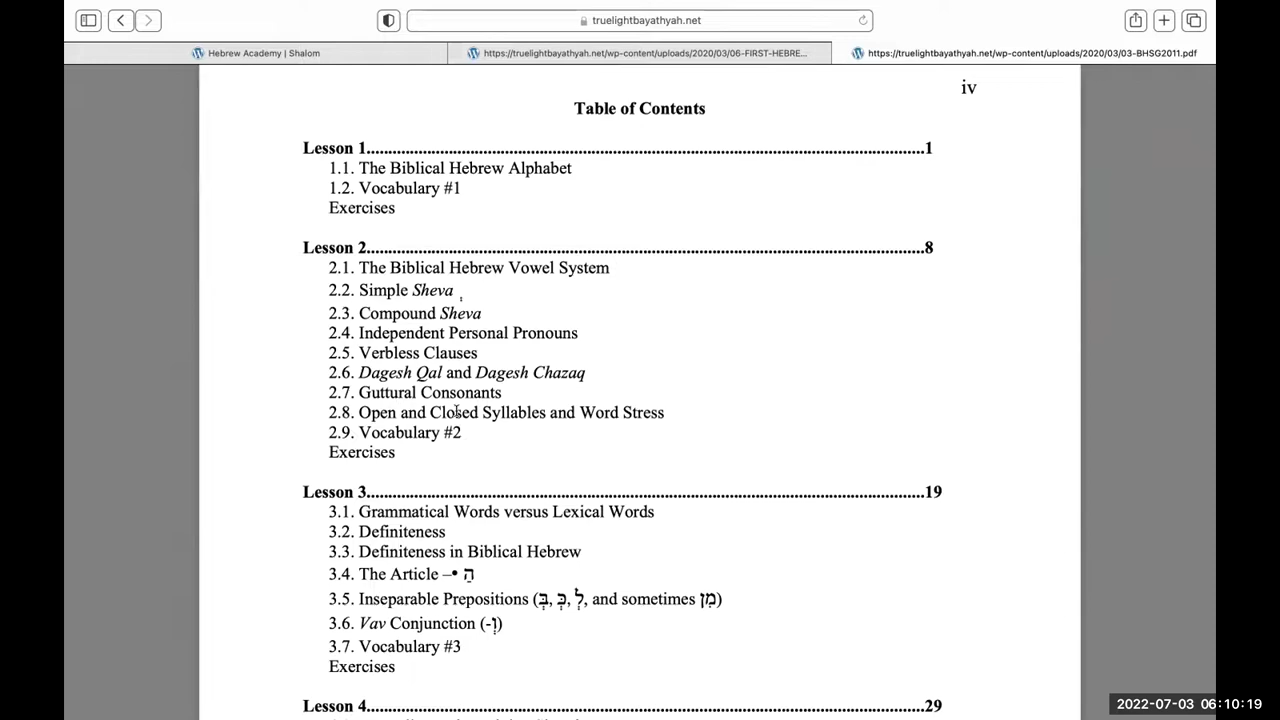 truelightbayathyah.net
Hebrew Academy | Shalom
https://truelightbayathyah.net/wp-content/uploads/2020/03/06-FIRST-HEBRE...
https://truelightbayathyah.net/wp-content/uploads/2020/03/03-BHSG2011.pdf
iv
Table of Contents
Lesson 1..........................................................................................................................1
1.1. The Biblical Hebrew Alphabet
1.2. Vocabulary #1
Exercises
Lesson 2..........................................................................................................................8
2.1. The Biblical Hebrew Vowel System
2.2. Simple Sheva ְ
2.3. Compound Sheva
2.4. Independent Personal Pronouns
2.5. Verbless Clauses
2.6. Dagesh Qal and Dagesh Chazaq
2.7. Guttural Consonants
2.8. Open and Closed Syllables and Word Stress
2.9. Vocabulary #2
Exercises
Lesson 3..........................................................................................................................19
3.1. Grammatical Words versus Lexical Words
3.2. Definiteness
3.3. Definiteness in Biblical Hebrew
3.4. The Article –• הַ
3.5. Inseparable Prepositions (בְּ, כְּ, לְ, and sometimes מִן)
3.6. Vav Conjunction (-וְ)
3.7. Vocabulary #3
Exercises
Lesson 4..........................................................................................................................29
2022-07-03 06:10:19